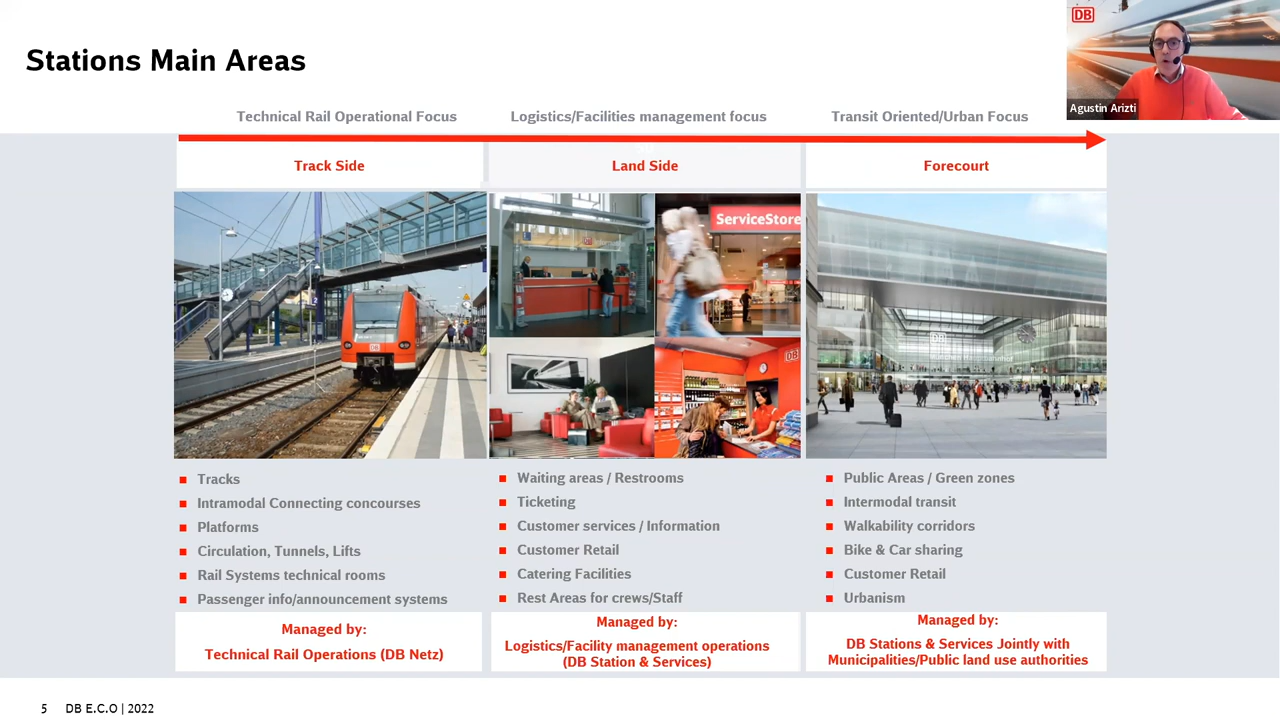 Stations Main Areas
DB
Agustin Arizti
Technical Rail Operational Focus
Logistics/Facilities management focus
Transit Oriented/Urban Focus
Track Side
Land Side
Forecourt
2
DB
DB
ServiceStore
DB
DB
Tracks
Intramodal Connecting concourses
Platforms
Circulation, Tunnels, Lifts
Rail Systems technical rooms
Passenger info/announcement systems
Waiting areas / Restrooms
Ticketing
Customer services / Information
Customer Retail
Catering Facilities
Rest Areas for crews/Staff
Public Areas / Green zones
Intermodal transit
Walkability corridors
Bike & Car sharing
Customer Retail
Urbanism
Managed by:
Technical Rail Operations (DB Netz)
Managed by:
Logistics/Facility management operations
(DB Station & Services)
Managed by:
DB Stations & Services Jointly with
Municipalities/Public land use authorities
5 DB E.C.O | 2022